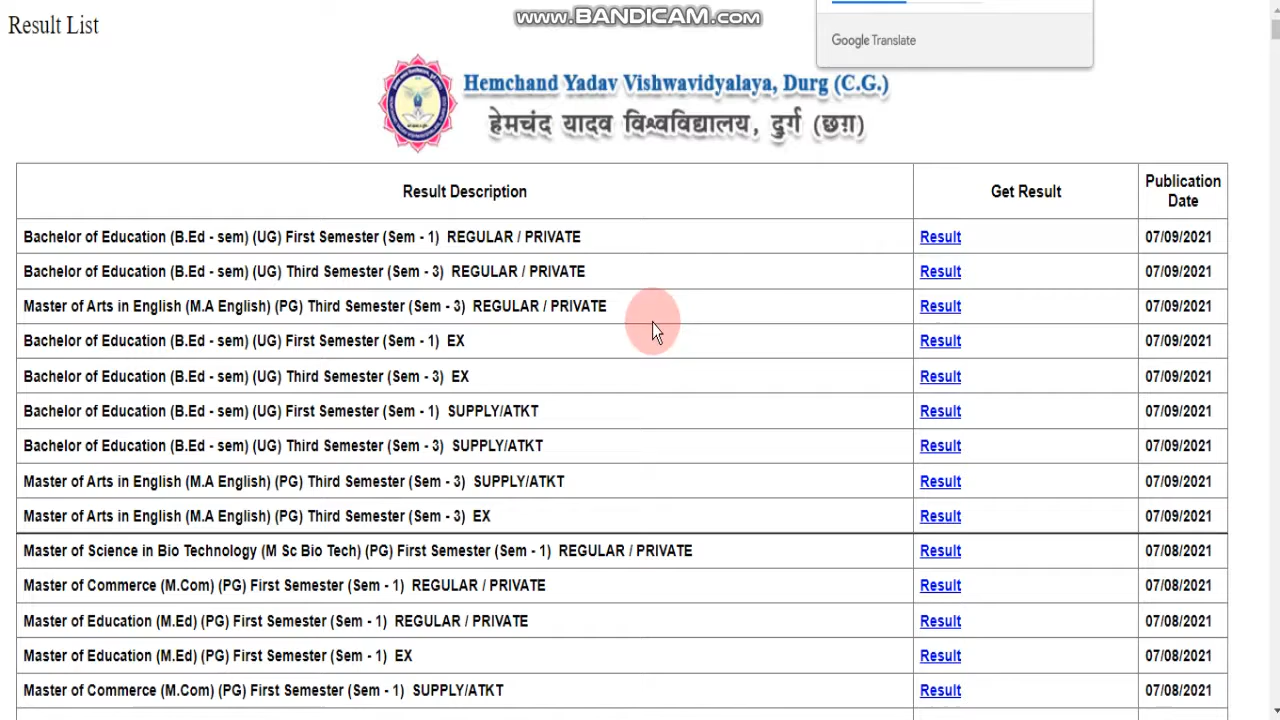 www.BANDICAM.com
Result List
Google Translate
Hemchand Yadav Vishwavidyalaya, Durg (C.G.)
हेमचंद यादव विश्वविद्यालय, दुर्ग (छग़)
Result Description Get Result Publication Date
Bachelor of Education (B.Ed - sem) (UG) First Semester (Sem - 1) REGULAR / PRIVATE Result 07/09/2021
Bachelor of Education (B.Ed - sem) (UG) Third Semester (Sem - 3) REGULAR / PRIVATE Result 07/09/2021
Master of Arts in English (M.A English) (PG) Third Semester (Sem - 3) REGULAR / PRIVATE Result 07/09/2021
Bachelor of Education (B.Ed - sem) (UG) First Semester (Sem - 1) EX Result 07/09/2021
Bachelor of Education (B.Ed - sem) (UG) Third Semester (Sem - 3) EX Result 07/09/2021
Bachelor of Education (B.Ed - sem) (UG) First Semester (Sem - 1) SUPPLY/ATKT Result 07/09/2021
Bachelor of Education (B.Ed - sem) (UG) Third Semester (Sem - 3) SUPPLY/ATKT Result 07/09/2021
Master of Arts in English (M.A English) (PG) Third Semester (Sem - 3) SUPPLY/ATKT Result 07/09/2021
Master of Arts in English (M.A English) (PG) Third Semester (Sem - 3) EX Result 07/09/2021
Master of Science in Bio Technology (M Sc Bio Tech) (PG) First Semester (Sem - 1) REGULAR / PRIVATE Result 07/08/2021
Master of Commerce (M.Com) (PG) First Semester (Sem - 1) REGULAR / PRIVATE Result 07/08/2021
Master of Education (M.Ed) (PG) First Semester (Sem - 1) REGULAR / PRIVATE Result 07/08/2021
Master of Education (M.Ed) (PG) First Semester (Sem - 1) EX Result 07/08/2021
Master of Commerce (M.Com) (PG) First Semester (Sem - 1) SUPPLY/ATKT Result 07/08/2021